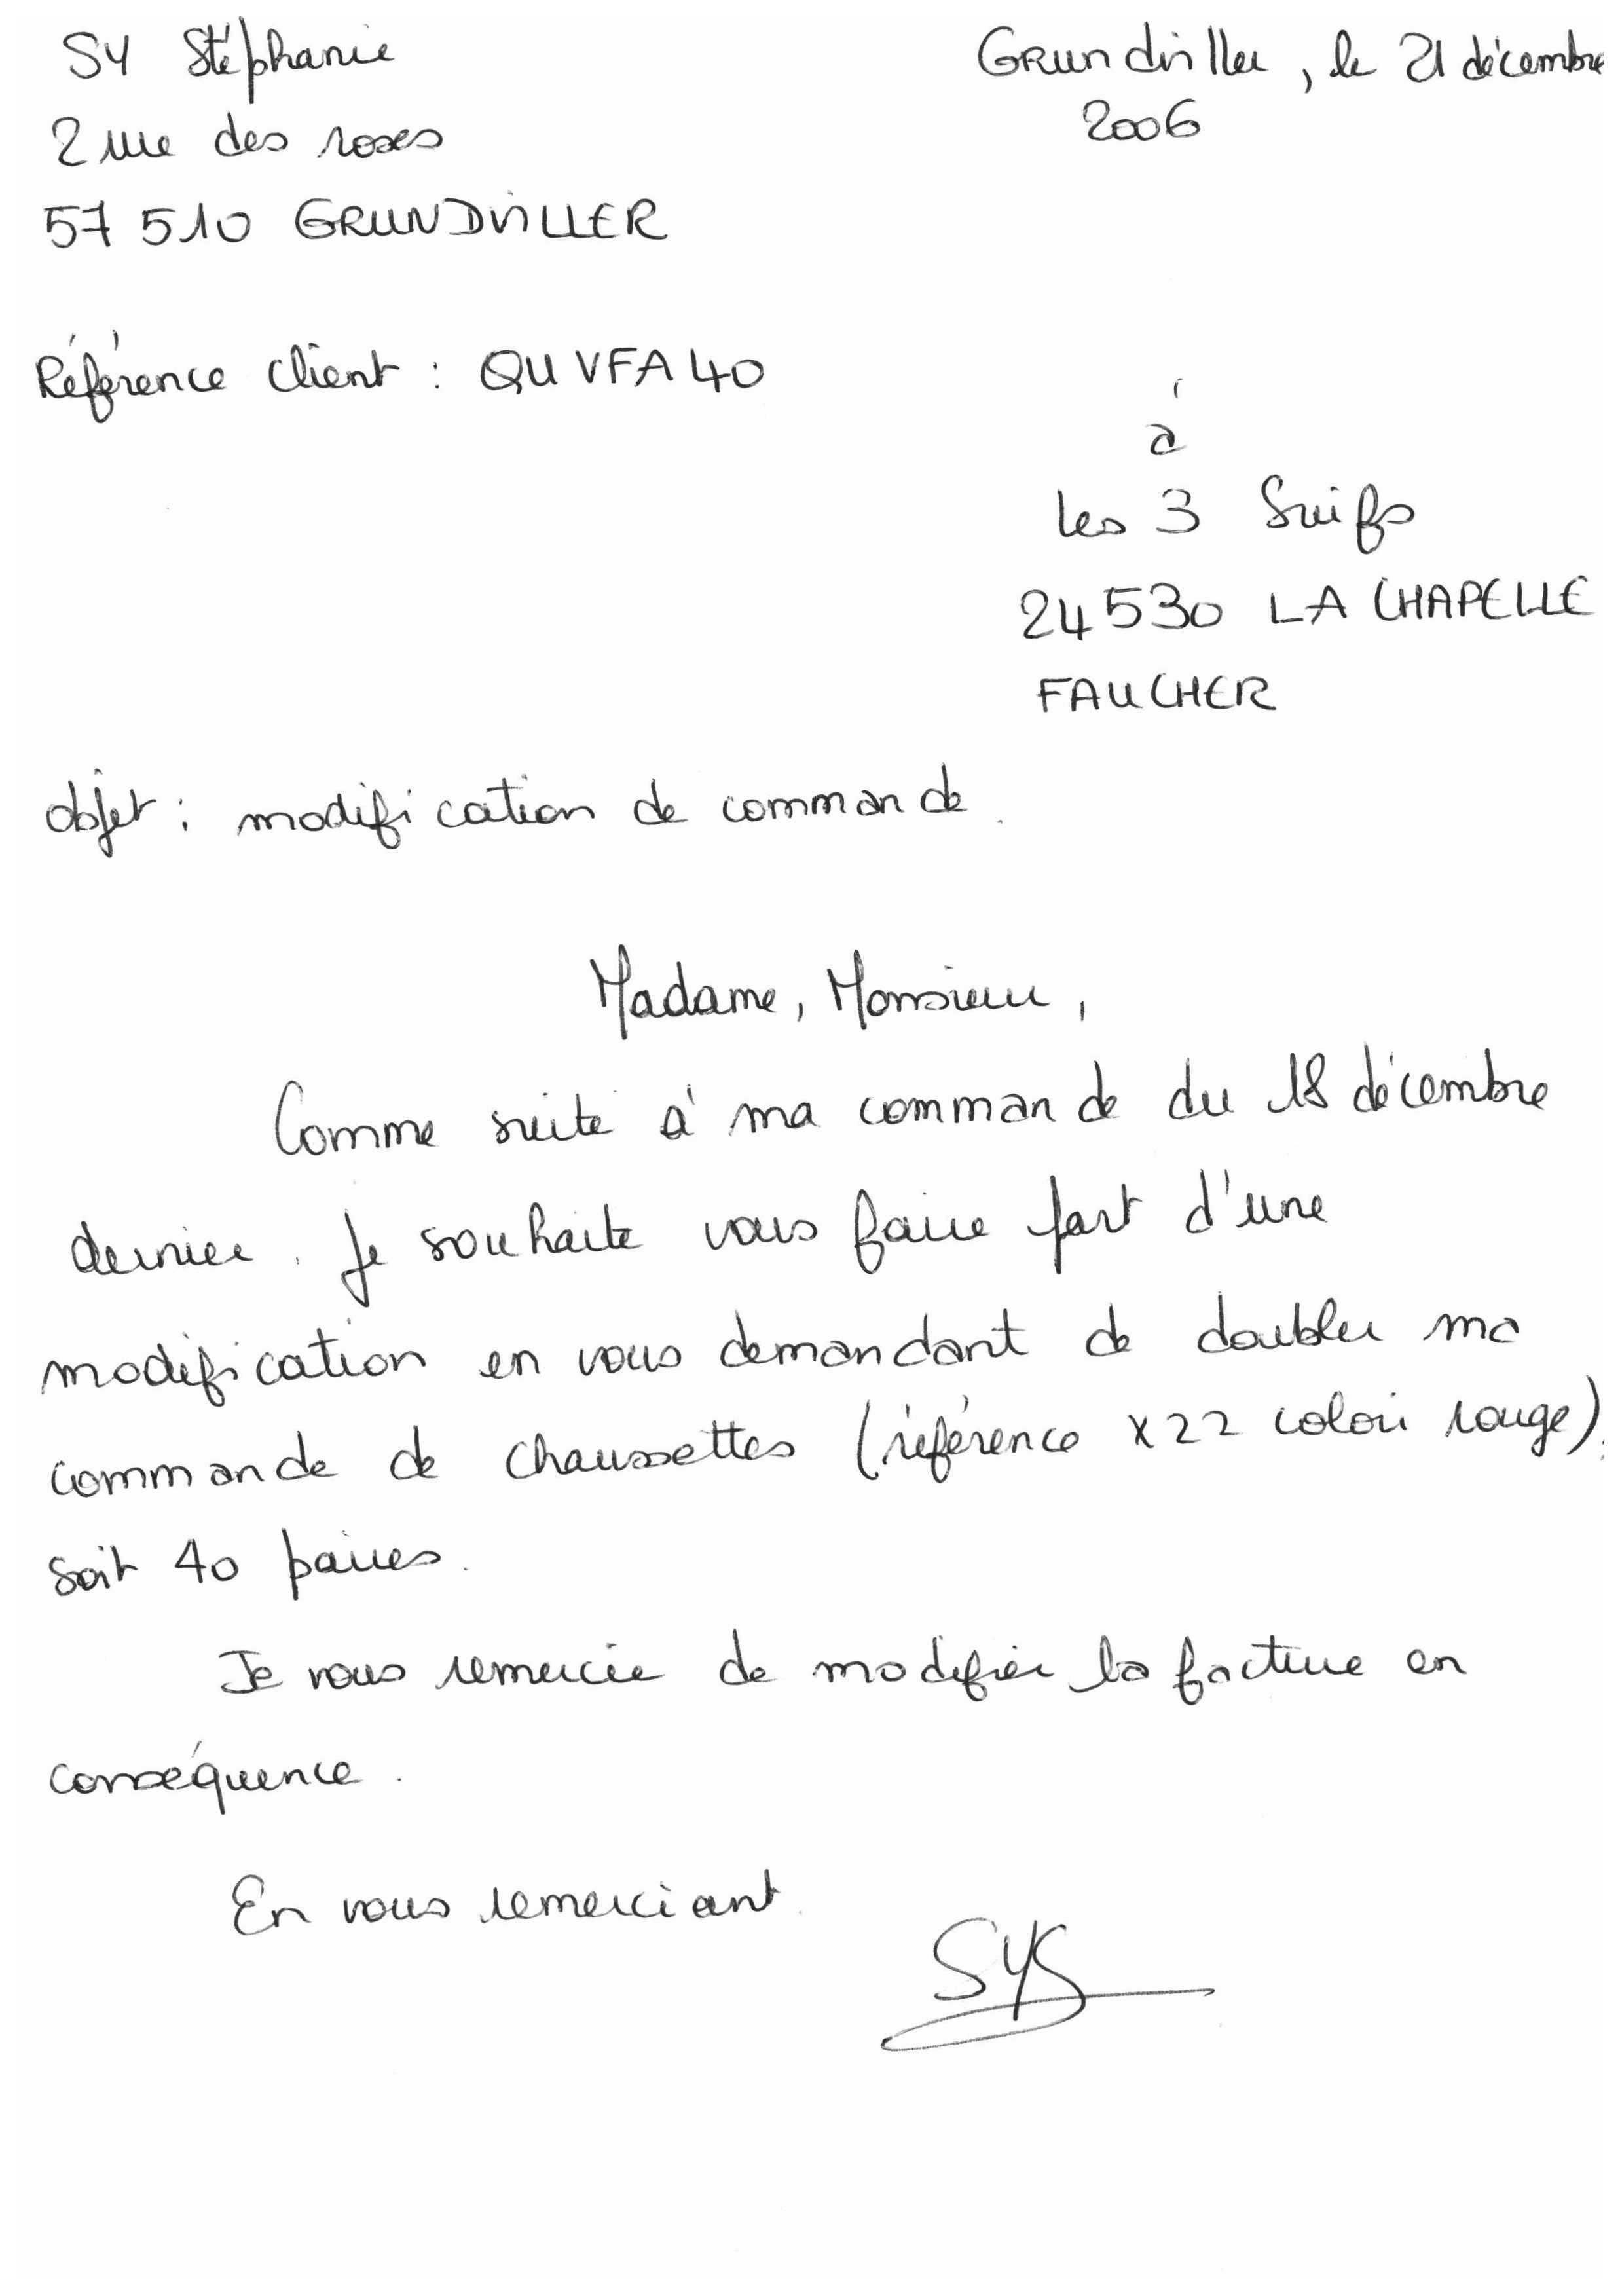 SY Stéphanie
Grundviller, le 21 décembre
2006
2 rue des roses
57 510 GRUNDVILLER
Référence client : QUVFA40
à
les 3 Suifs
24530 LA CHAPELLE
FAUCHER
objet : modification de commande.
Madame, Monsieur,
Comme suite à ma commande du 18 décembre
dernier. Je souhaite vous faire part d'une
modification en vous demandant de doubler ma
commande de chaussettes (référence X22 coloris rouge),
soit 40 paires.
Je vous remercie de modifier la facture en
conséquence.
En vous remerciant.
SYS